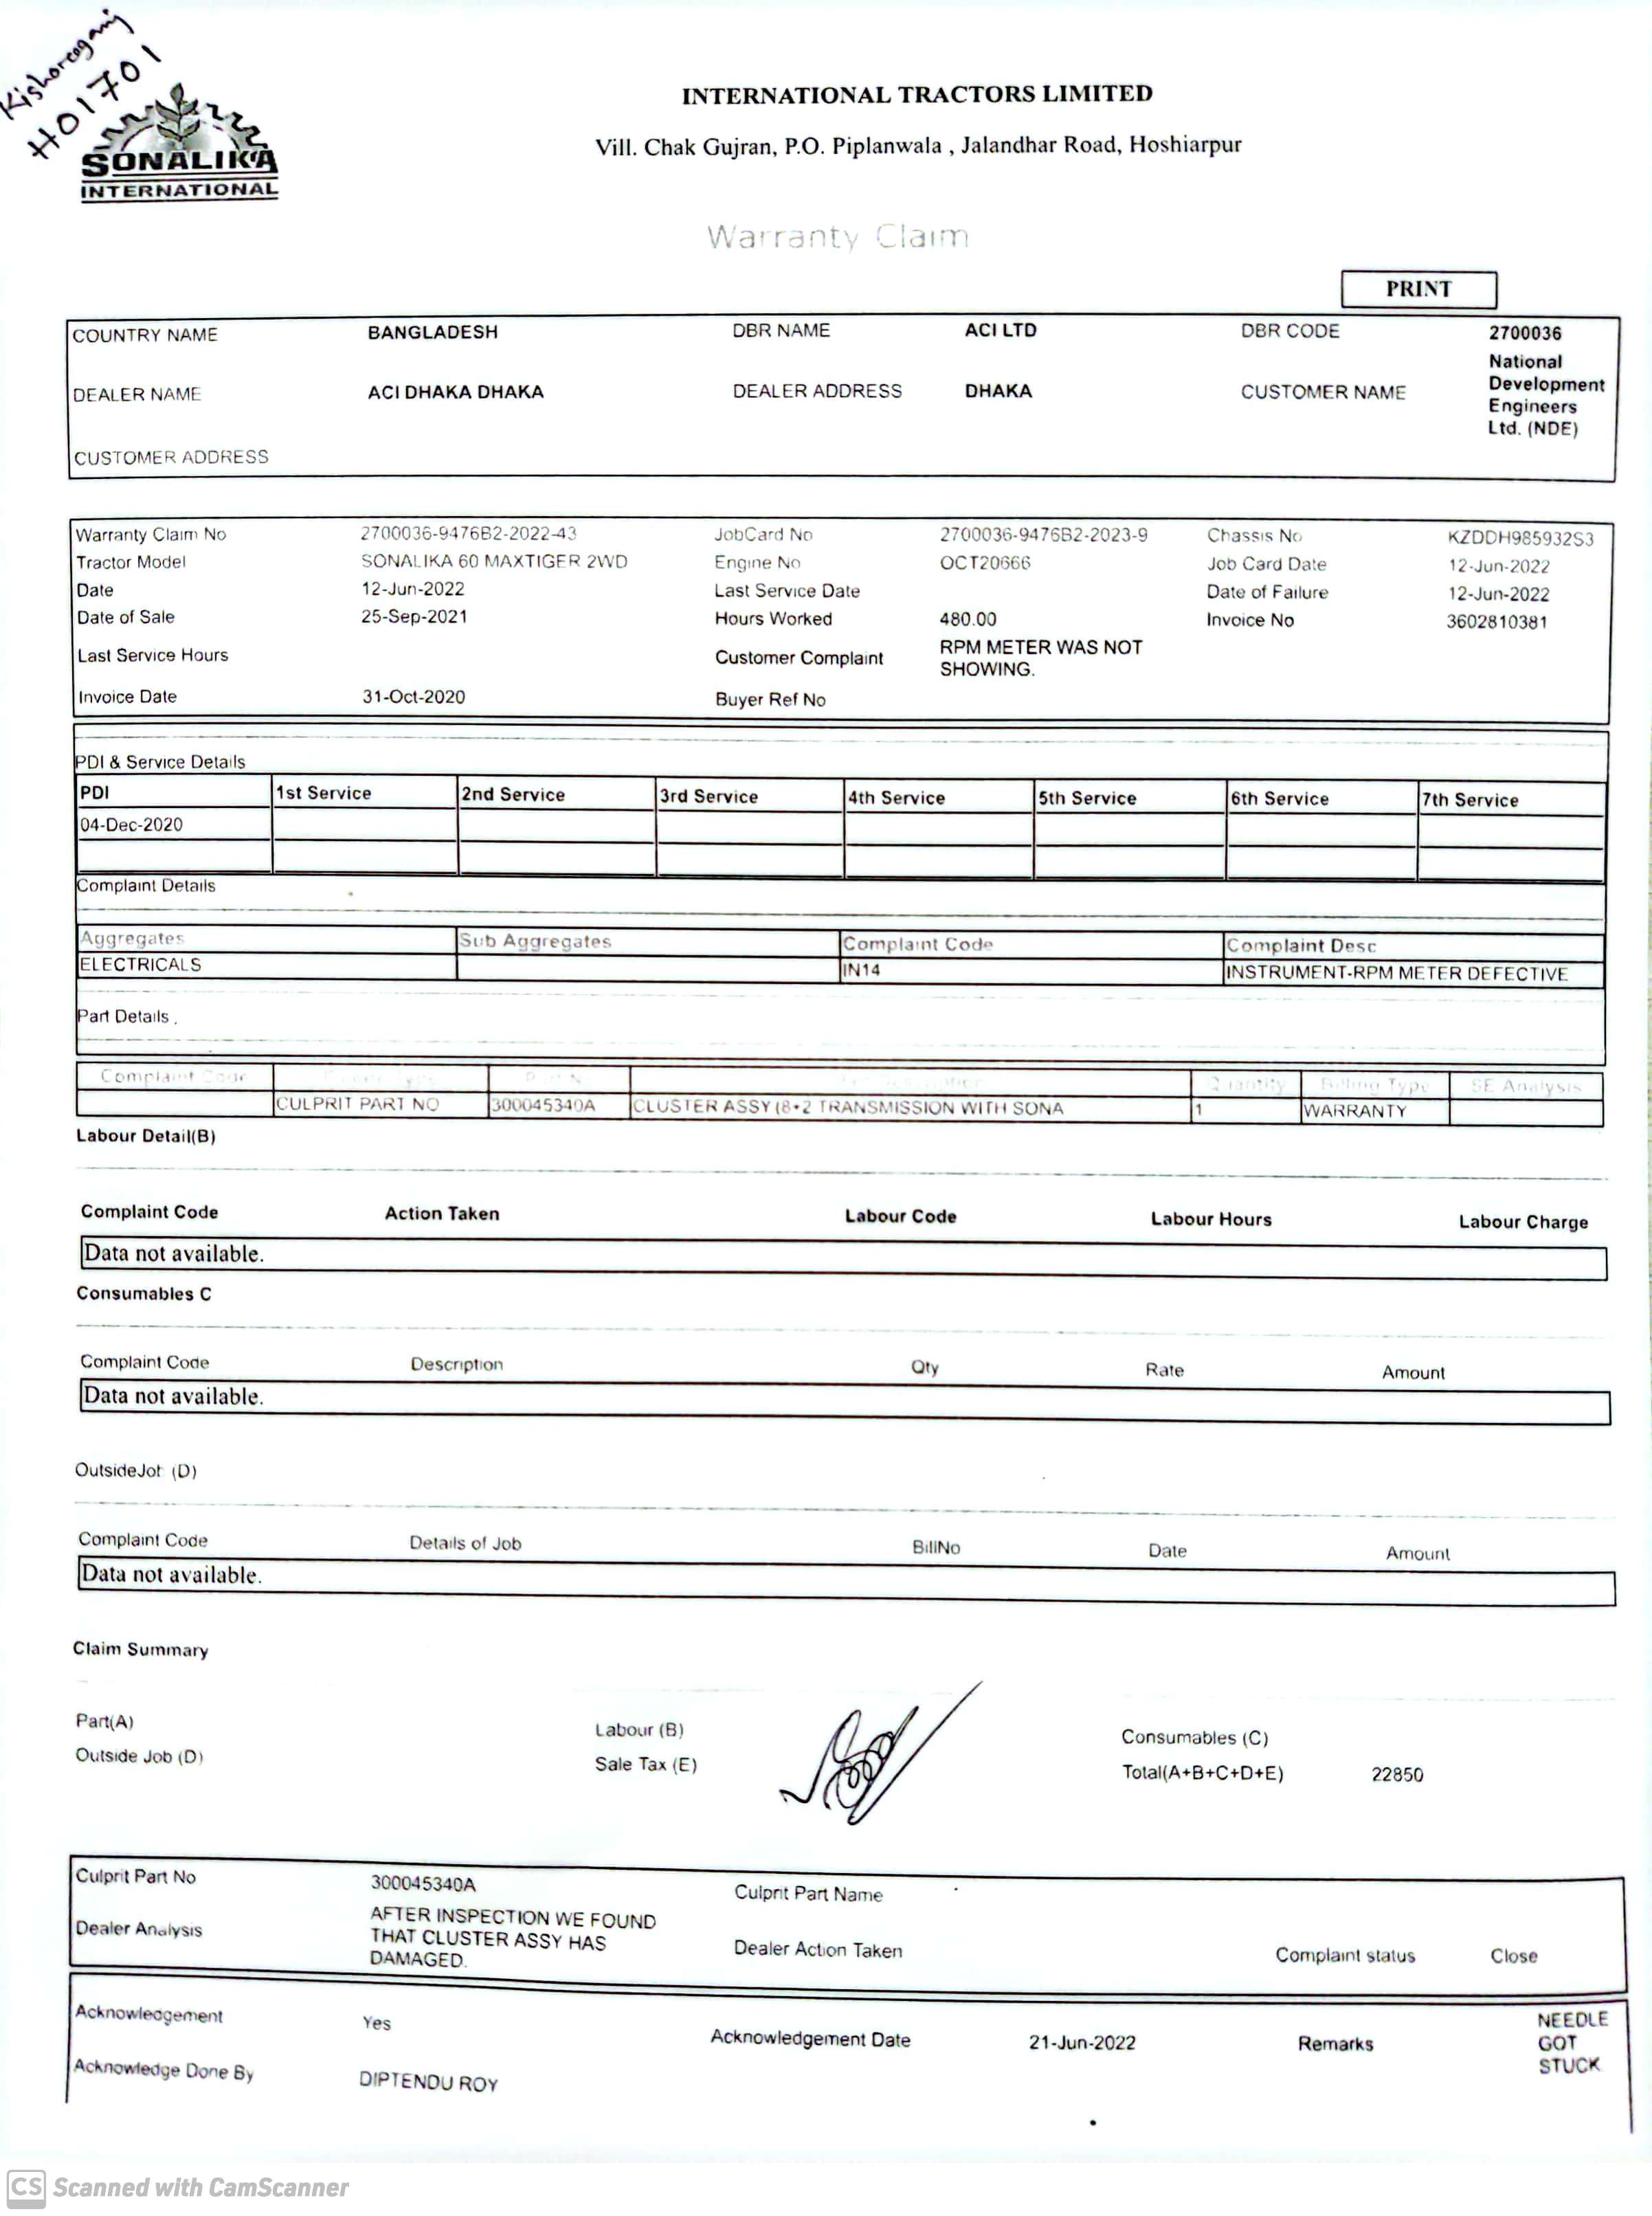 Kishoreganj
H01701
SONALIKA
INTERNATIONAL
INTERNATIONAL TRACTORS LIMITED
Vill. Chak Gujran, P.O. Piplanwala , Jalandhar Road, Hoshiarpur
Warranty Claim
PRINT
COUNTRY NAME BANGLADESH DBR NAME ACI LTD DBR CODE 2700036
DEALER NAME ACI DHAKA DHAKA DEALER ADDRESS DHAKA CUSTOMER NAME National Development Engineers Ltd. (NDE)
CUSTOMER ADDRESS
Warranty Claim No 2700036-9476B2-2022-43 JobCard No 2700036-9476B2-2023-9 Chassis No KZDDH985932S3
Tractor Model SONALIKA 60 MAXTIGER 2WD Engine No OCT20666 Job Card Date 12-Jun-2022
Date 12-Jun-2022 Last Service Date Date of Failure 12-Jun-2022
Date of Sale 25-Sep-2021 Hours Worked 480.00 Invoice No 3602810381
Last Service Hours Customer Complaint RPM METER WAS NOT SHOWING.
Invoice Date 31-Oct-2020 Buyer Ref No
PDI & Service Details
PDI 1st Service 2nd Service 3rd Service 4th Service 5th Service 6th Service 7th Service
04-Dec-2020
Complaint Details
Aggregates Sub Aggregates Complaint Code Complaint Desc
ELECTRICALS IN14 INSTRUMENT-RPM METER DEFECTIVE
Part Details
Complaint Code Quantity Billing Type SE Analysis
CULPRIT PART NO 300045340A CLUSTER ASSY (8+2 TRANSMISSION WITH SONA 1 WARRANTY
Labour Detail(B)
Complaint Code Action Taken Labour Code Labour Hours Labour Charge
Data not available.
Consumables C
Complaint Code Description Qty Rate Amount
Data not available.
OutsideJob (D)
Complaint Code Details of Job BillNo Date Amount
Data not available.
Claim Summary
Part(A) Labour (B) Consumables (C)
Outside Job (D) Sale Tax (E) Total(A+B+C+D+E) 22850
Culprit Part No 300045340A Culprit Part Name
Dealer Analysis AFTER INSPECTION WE FOUND THAT CLUSTER ASSY HAS DAMAGED. Dealer Action Taken Complaint status Close
Acknowledgement Yes Acknowledgement Date 21-Jun-2022 Remarks NEEDLE GOT STUCK
Acknowledge Done By DIPTENDU ROY
CS Scanned with CamScanner